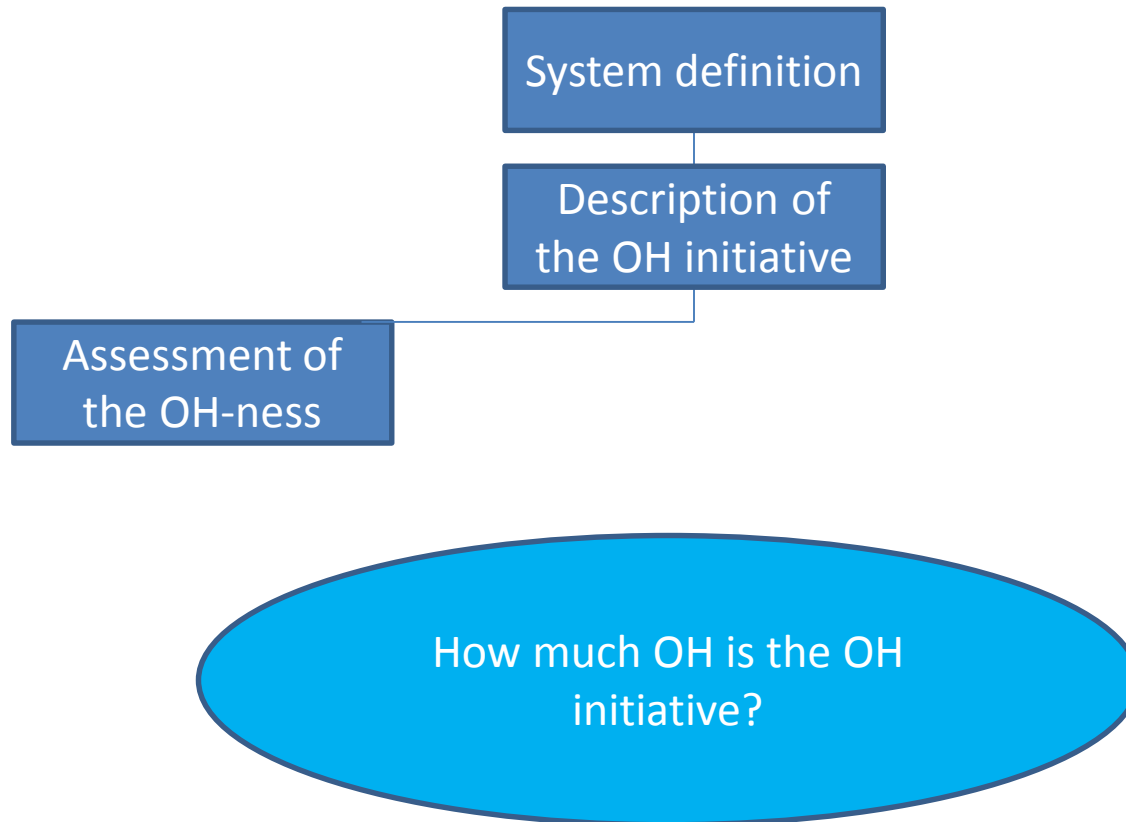 System definition
Description of
the OH initiative
Assessment of
the OH-ness
How much OH is the OH
initiative?